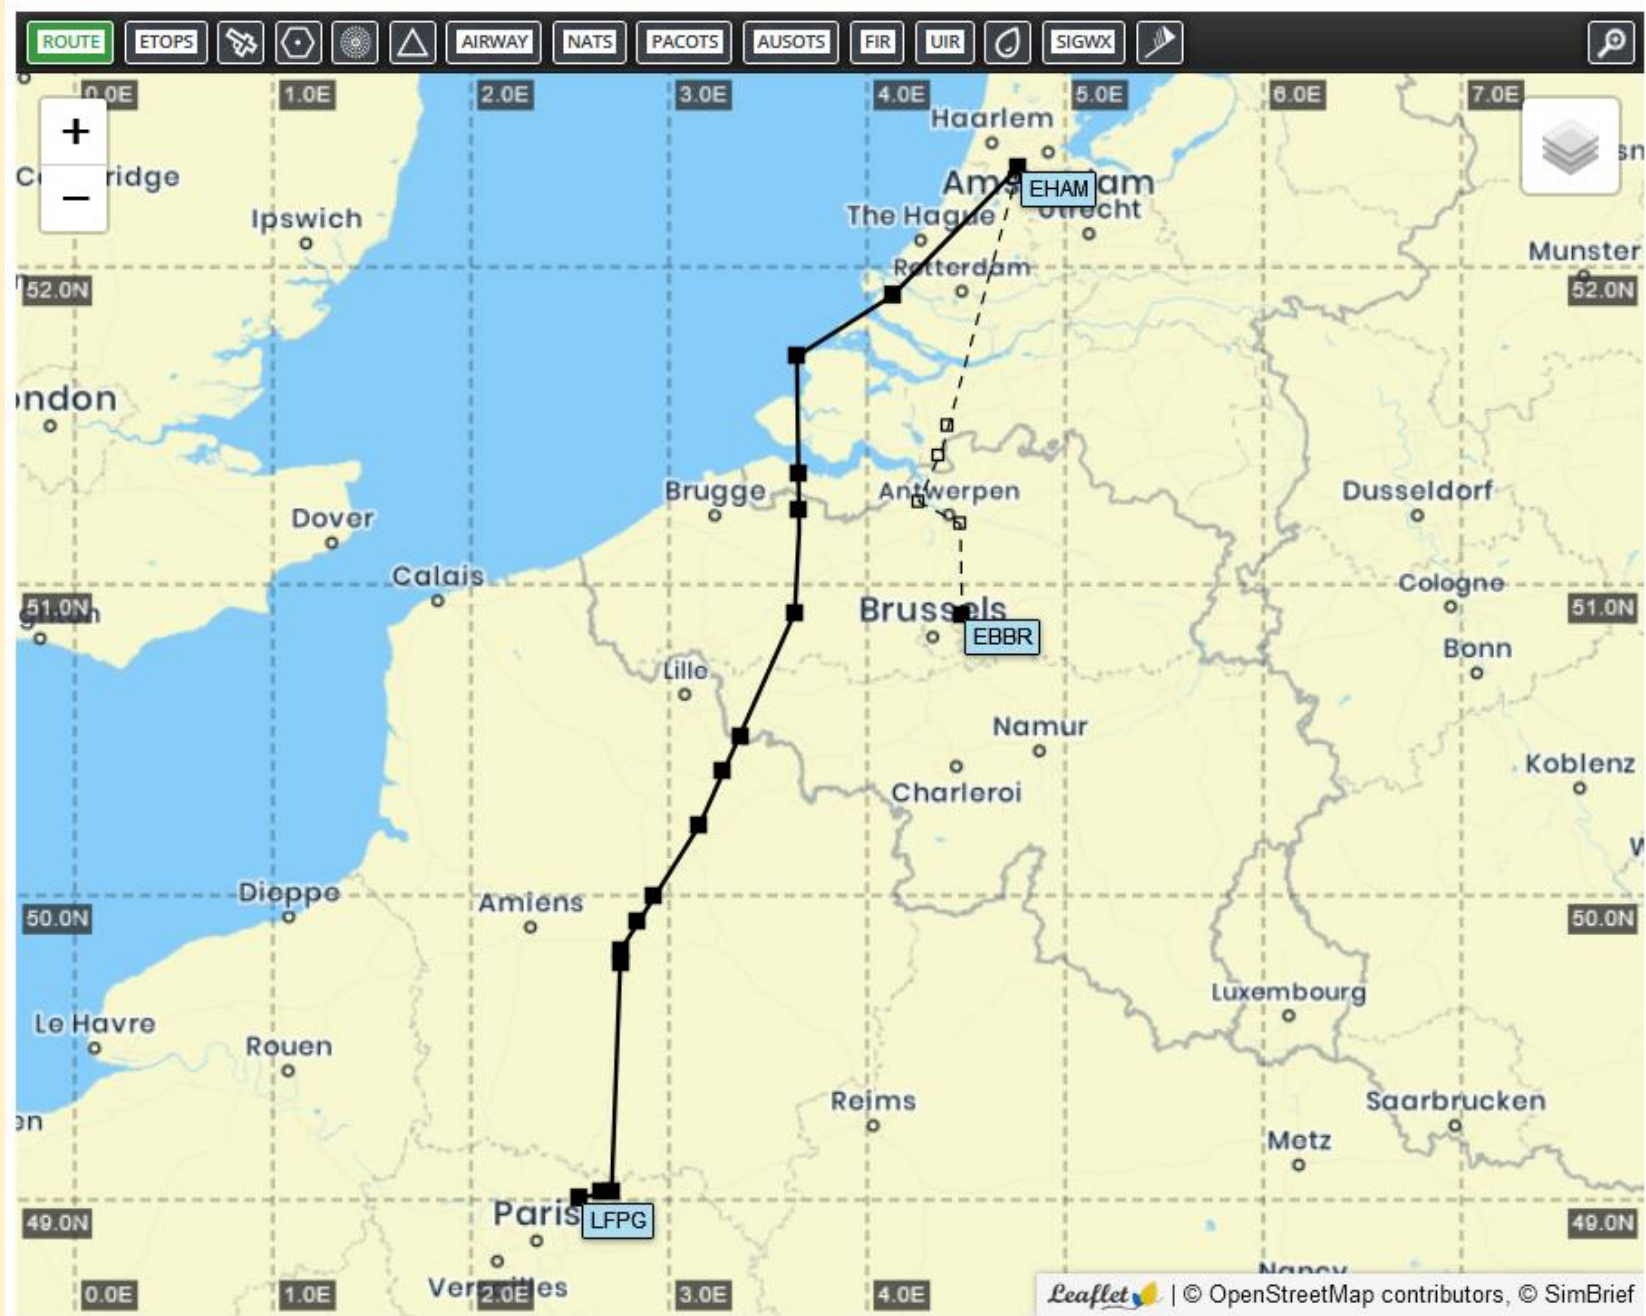 ROUTE ETOPS AIRWAY NATS PACOTS AUSOTS FIR UIR SIGWX
0.0E 1.0E 2.0E 3.0E 4.0E 5.0E 6.0E 7.0E
Haarlem
+
−
EHAM
Ipswich
The Hague
Utrecht
Munster
Rotterdam
52.0N 52.0N
Brugge
Antwerpen
Dusseldorf
Dover
Calais
Cologne
51.0N 51.0N
Brussels
EBBR
Bonn
Lille
Namur
Koblenz
Charleroi
Dieppe
Amiens
50.0N 50.0N
Luxembourg
Le Havre
Rouen
Reims
Saarbrucken
Metz
Paris
LFPG
49.0N 49.0N
Nancy
Versailles
0.0E 1.0E 2.0E 3.0E 4.0E
Leaflet | © OpenStreetMap contributors, © SimBrief